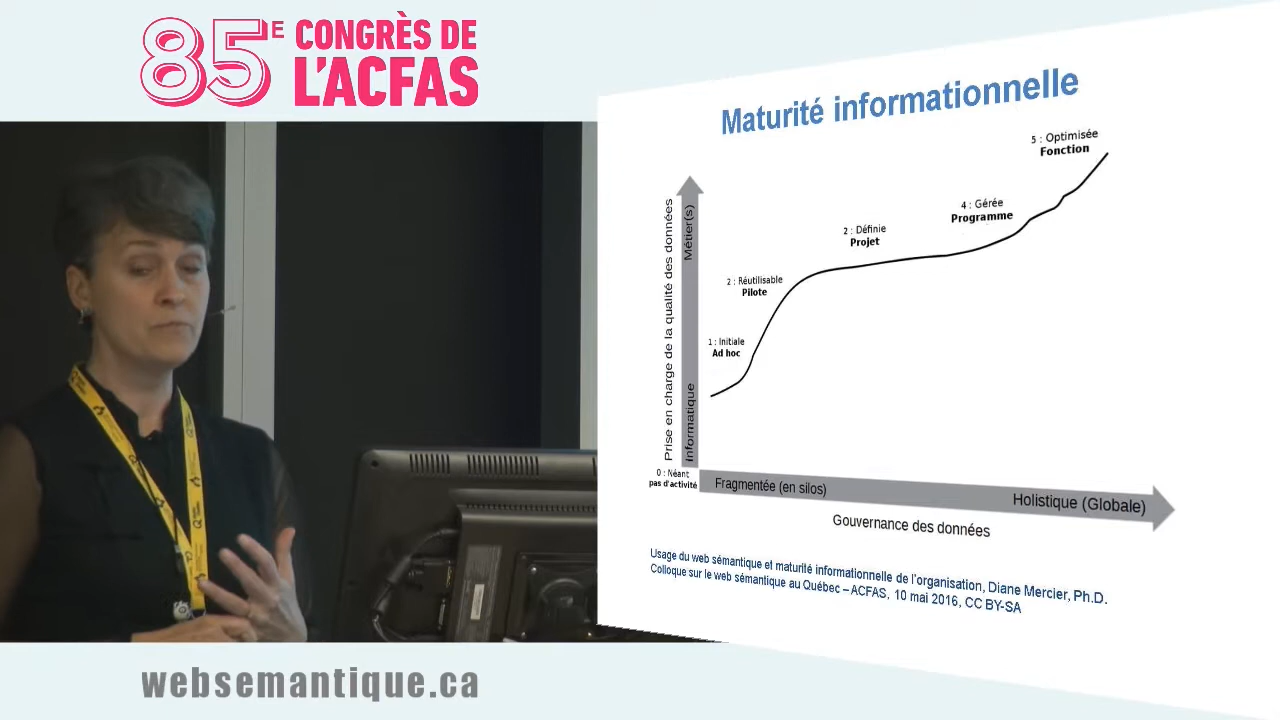 85E CONGRÈS DE
L'ACFAS
Maturité informationnelle
5 : Optimisée
Fonction
4 : Gérée
Programme
2 : Définie
Projet
2 : Réutilisable
Pilote
1 : Initiale
Ad hoc
Prise en charge de la qualité des données
Métier(s)
Informatique
0 : Néant
pas d'activité
Fragmentée (en silos)
Holistique (Globale)
Gouvernance des données
Usage du web sémantique et maturité informationnelle de l'organisation, Diane Mercier, Ph.D.
Colloque sur le web sémantique au Québec – ACFAS, 10 mai 2016, CC BY-SA
websemantique.ca